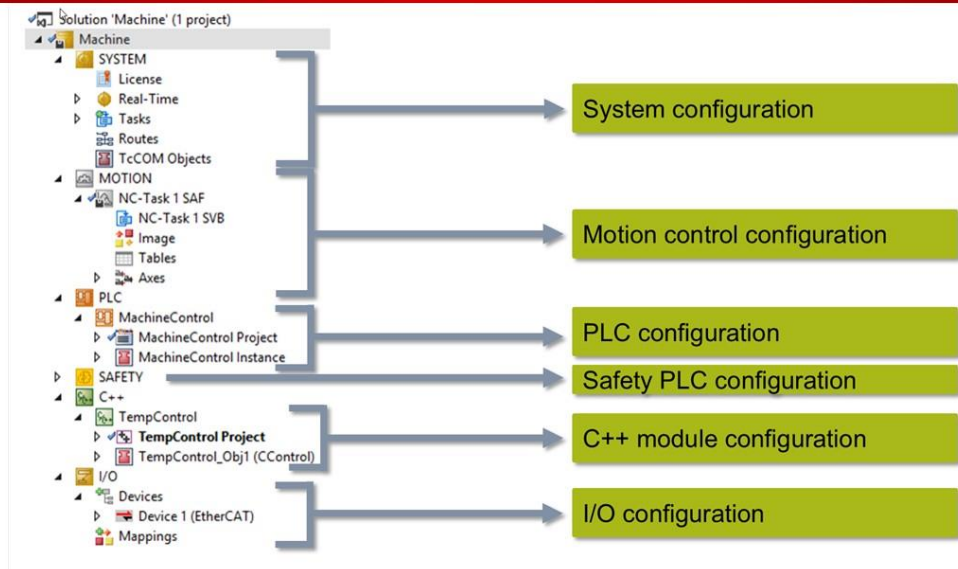 Solution 'Machine' (1 project)
Machine
SYSTEM
License
Real-Time
Tasks
Routes
TcCOM Objects
System configuration
MOTION
NC-Task 1 SAF
NC-Task 1 SVB
Image
Tables
Axes
Motion control configuration
PLC
MachineControl
MachineControl Project
MachineControl Instance
PLC configuration
SAFETY
Safety PLC configuration
C++
TempControl
TempControl Project
TempControl_Obj1 (CControl)
C++ module configuration
I/O
Devices
Device 1 (EtherCAT)
Mappings
I/O configuration